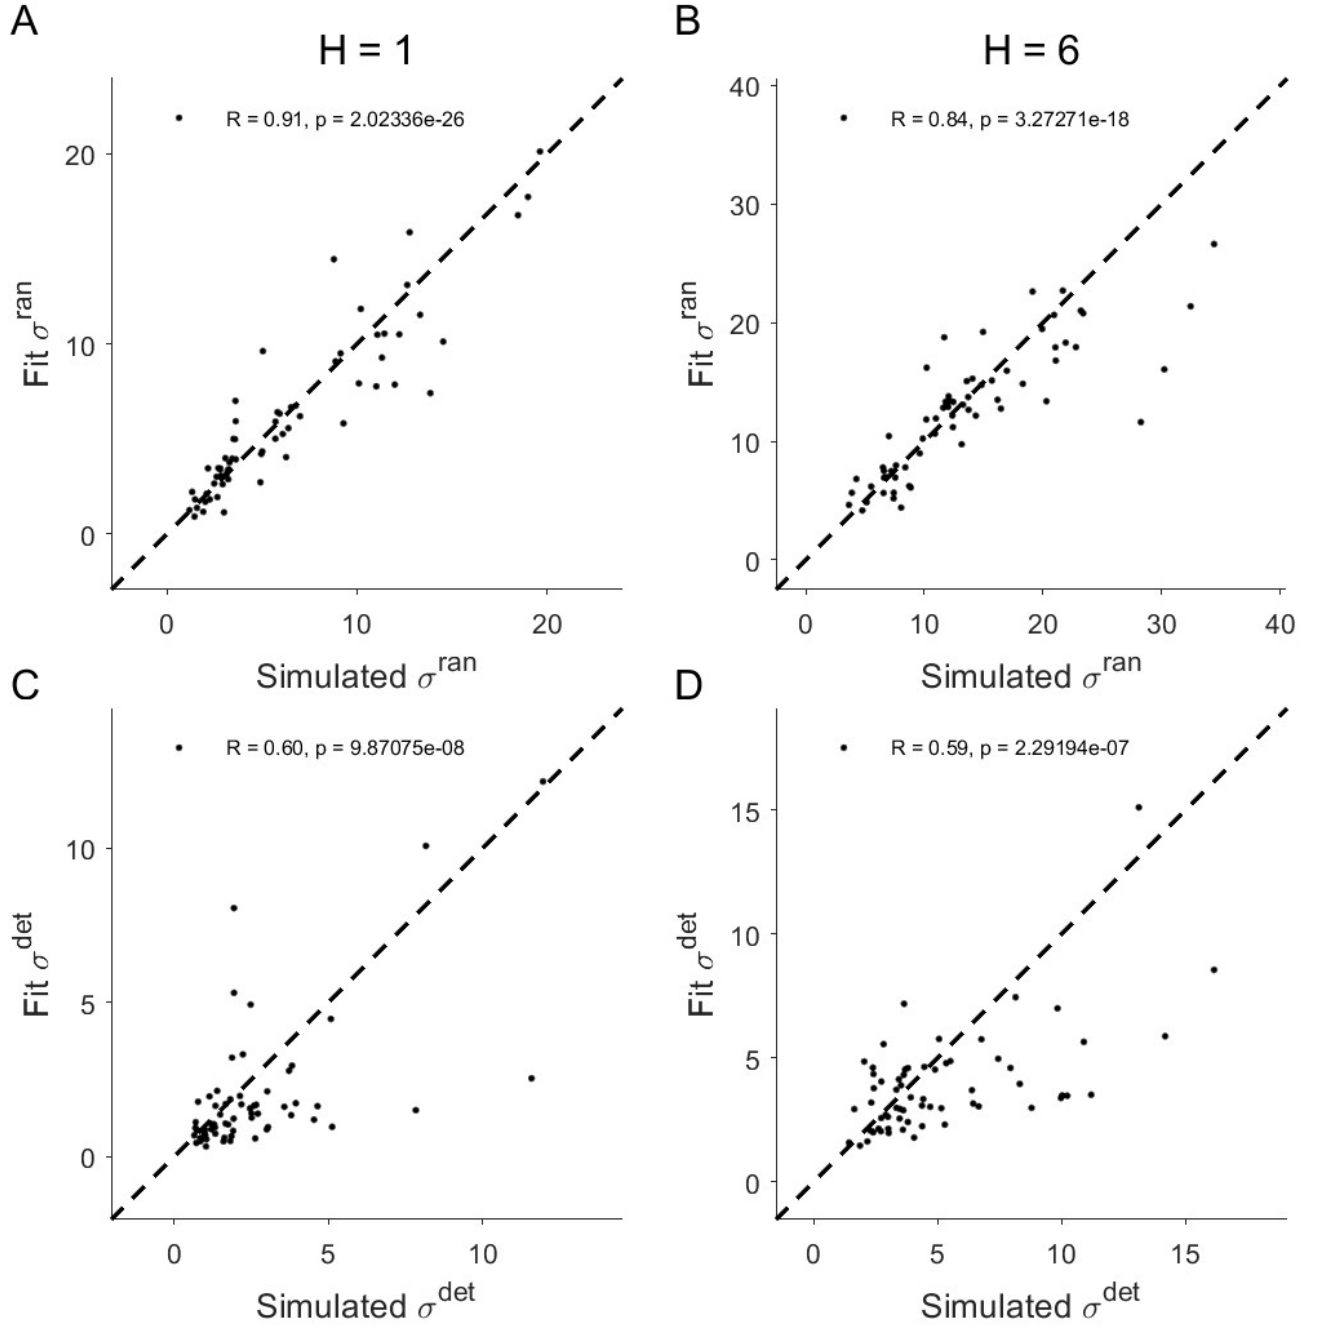 A
H = 1
R = 0.91, p = 2.02336e-26
20
10
0
Fit σ^ran
0 10 20
Simulated σ^ran
B
H = 6
R = 0.84, p = 3.27271e-18
40
30
20
10
0
Fit σ^ran
0 10 20 30 40
Simulated σ^ran
C
R = 0.60, p = 9.87075e-08
10
5
0
Fit σ^det
0 5 10
Simulated σ^det
D
R = 0.59, p = 2.29194e-07
15
10
5
0
Fit σ^det
0 5 10 15
Simulated σ^det